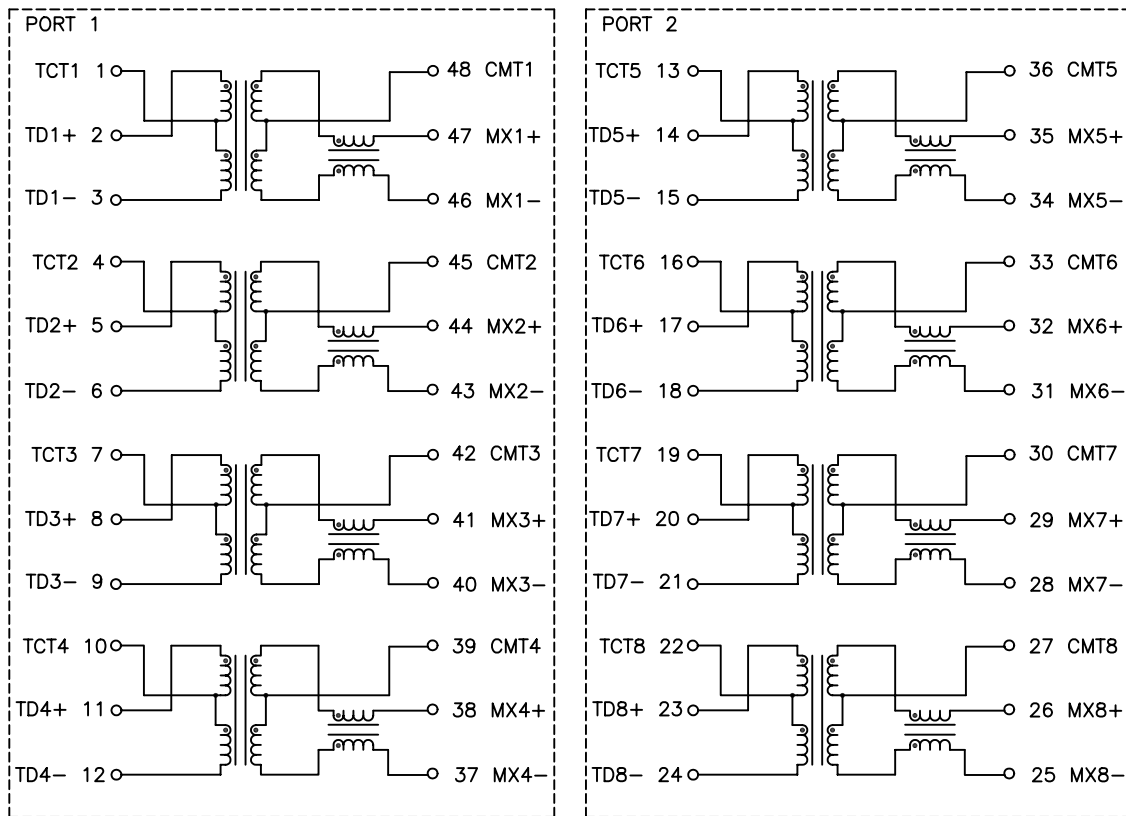 PORT 1
TCT1 1
48 CMT1
TD1+ 2
47 MX1+
TD1- 3
46 MX1-
TCT2 4
45 CMT2
TD2+ 5
44 MX2+
TD2- 6
43 MX2-
TCT3 7
42 CMT3
TD3+ 8
41 MX3+
TD3- 9
40 MX3-
TCT4 10
39 CMT4
TD4+ 11
38 MX4+
TD4- 12
37 MX4-
PORT 2
TCT5 13
36 CMT5
TD5+ 14
35 MX5+
TD5- 15
34 MX5-
TCT6 16
33 CMT6
TD6+ 17
32 MX6+
TD6- 18
31 MX6-
TCT7 19
30 CMT7
TD7+ 20
29 MX7+
TD7- 21
28 MX7-
TCT8 22
27 CMT8
TD8+ 23
26 MX8+
TD8- 24
25 MX8-